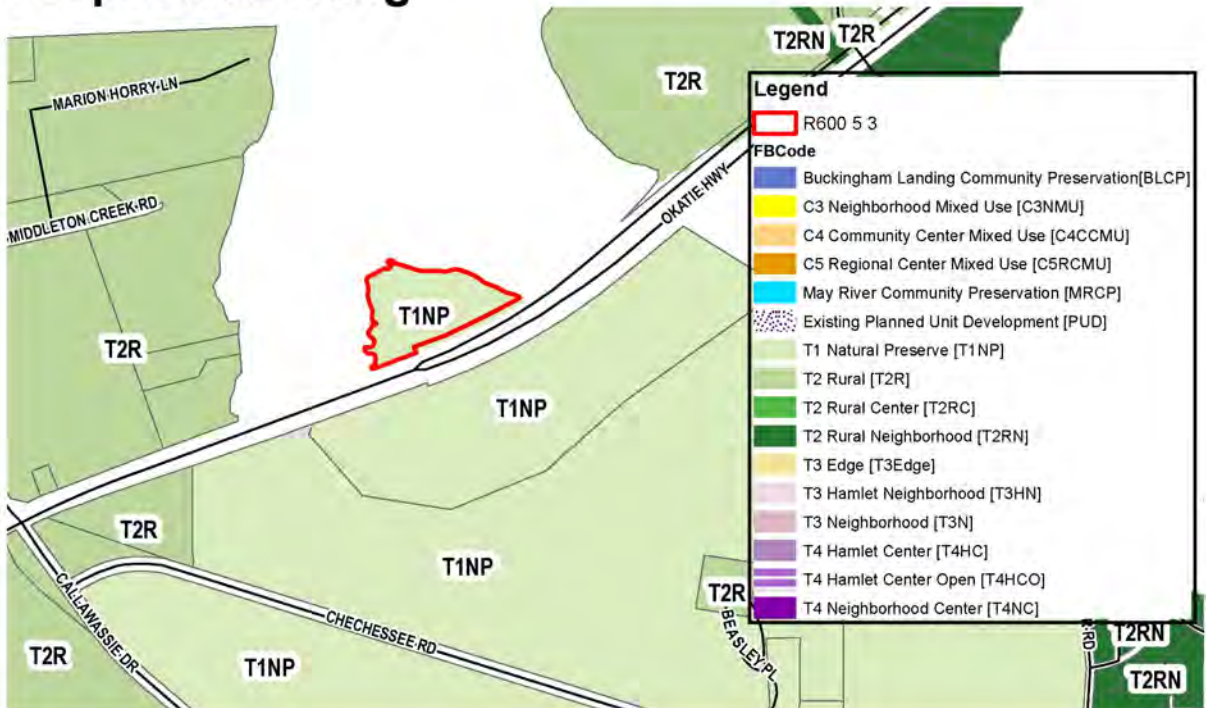 T2RN
T2R
T2R
MARION HORRY LN
MIDDLETON CREEK RD
OKATIE HWY
T1NP
T2R
T1NP
T2R
T1NP
T2R
CALLAWASSIE DR
CHECHESSEE RD
BEASLEY PL
T2R
T1NP
T2RN
T2RN
Legend
R600 5 3
FBCode
Buckingham Landing Community Preservation[BLCP]
C3 Neighborhood Mixed Use [C3NMU]
C4 Community Center Mixed Use [C4CCMU]
C5 Regional Center Mixed Use [C5RCMU]
May River Community Preservation [MRCP]
Existing Planned Unit Development [PUD]
T1 Natural Preserve [T1NP]
T2 Rural [T2R]
T2 Rural Center [T2RC]
T2 Rural Neighborhood [T2RN]
T3 Edge [T3Edge]
T3 Hamlet Neighborhood [T3HN]
T3 Neighborhood [T3N]
T4 Hamlet Center [T4HC]
T4 Hamlet Center Open [T4HCO]
T4 Neighborhood Center [T4NC]